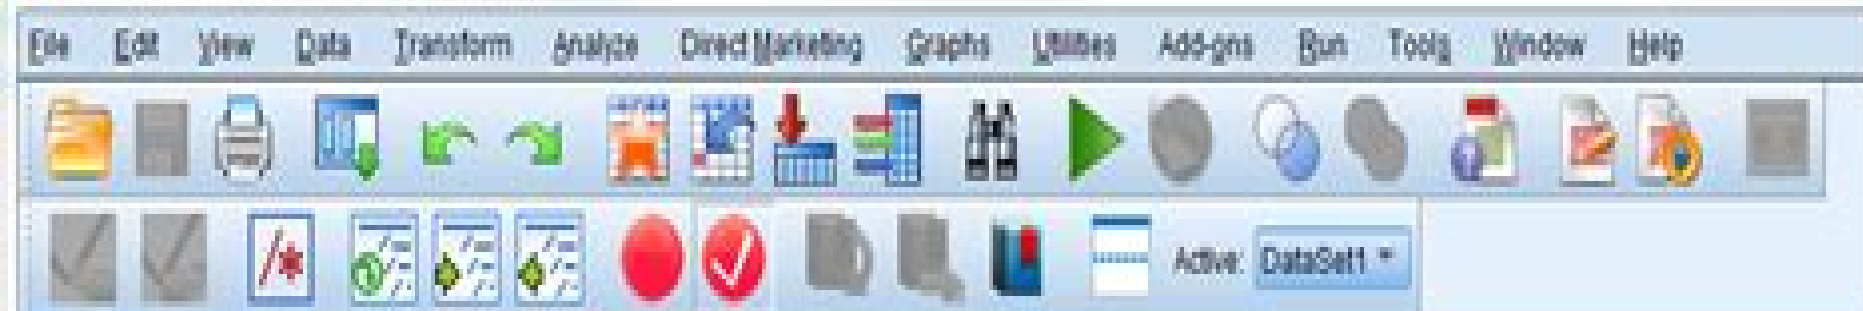 File Edit View Data Transform Analyze Direct Marketing Graphs Utilities Add-ons Run Tools Window Help
Active: DataSet1